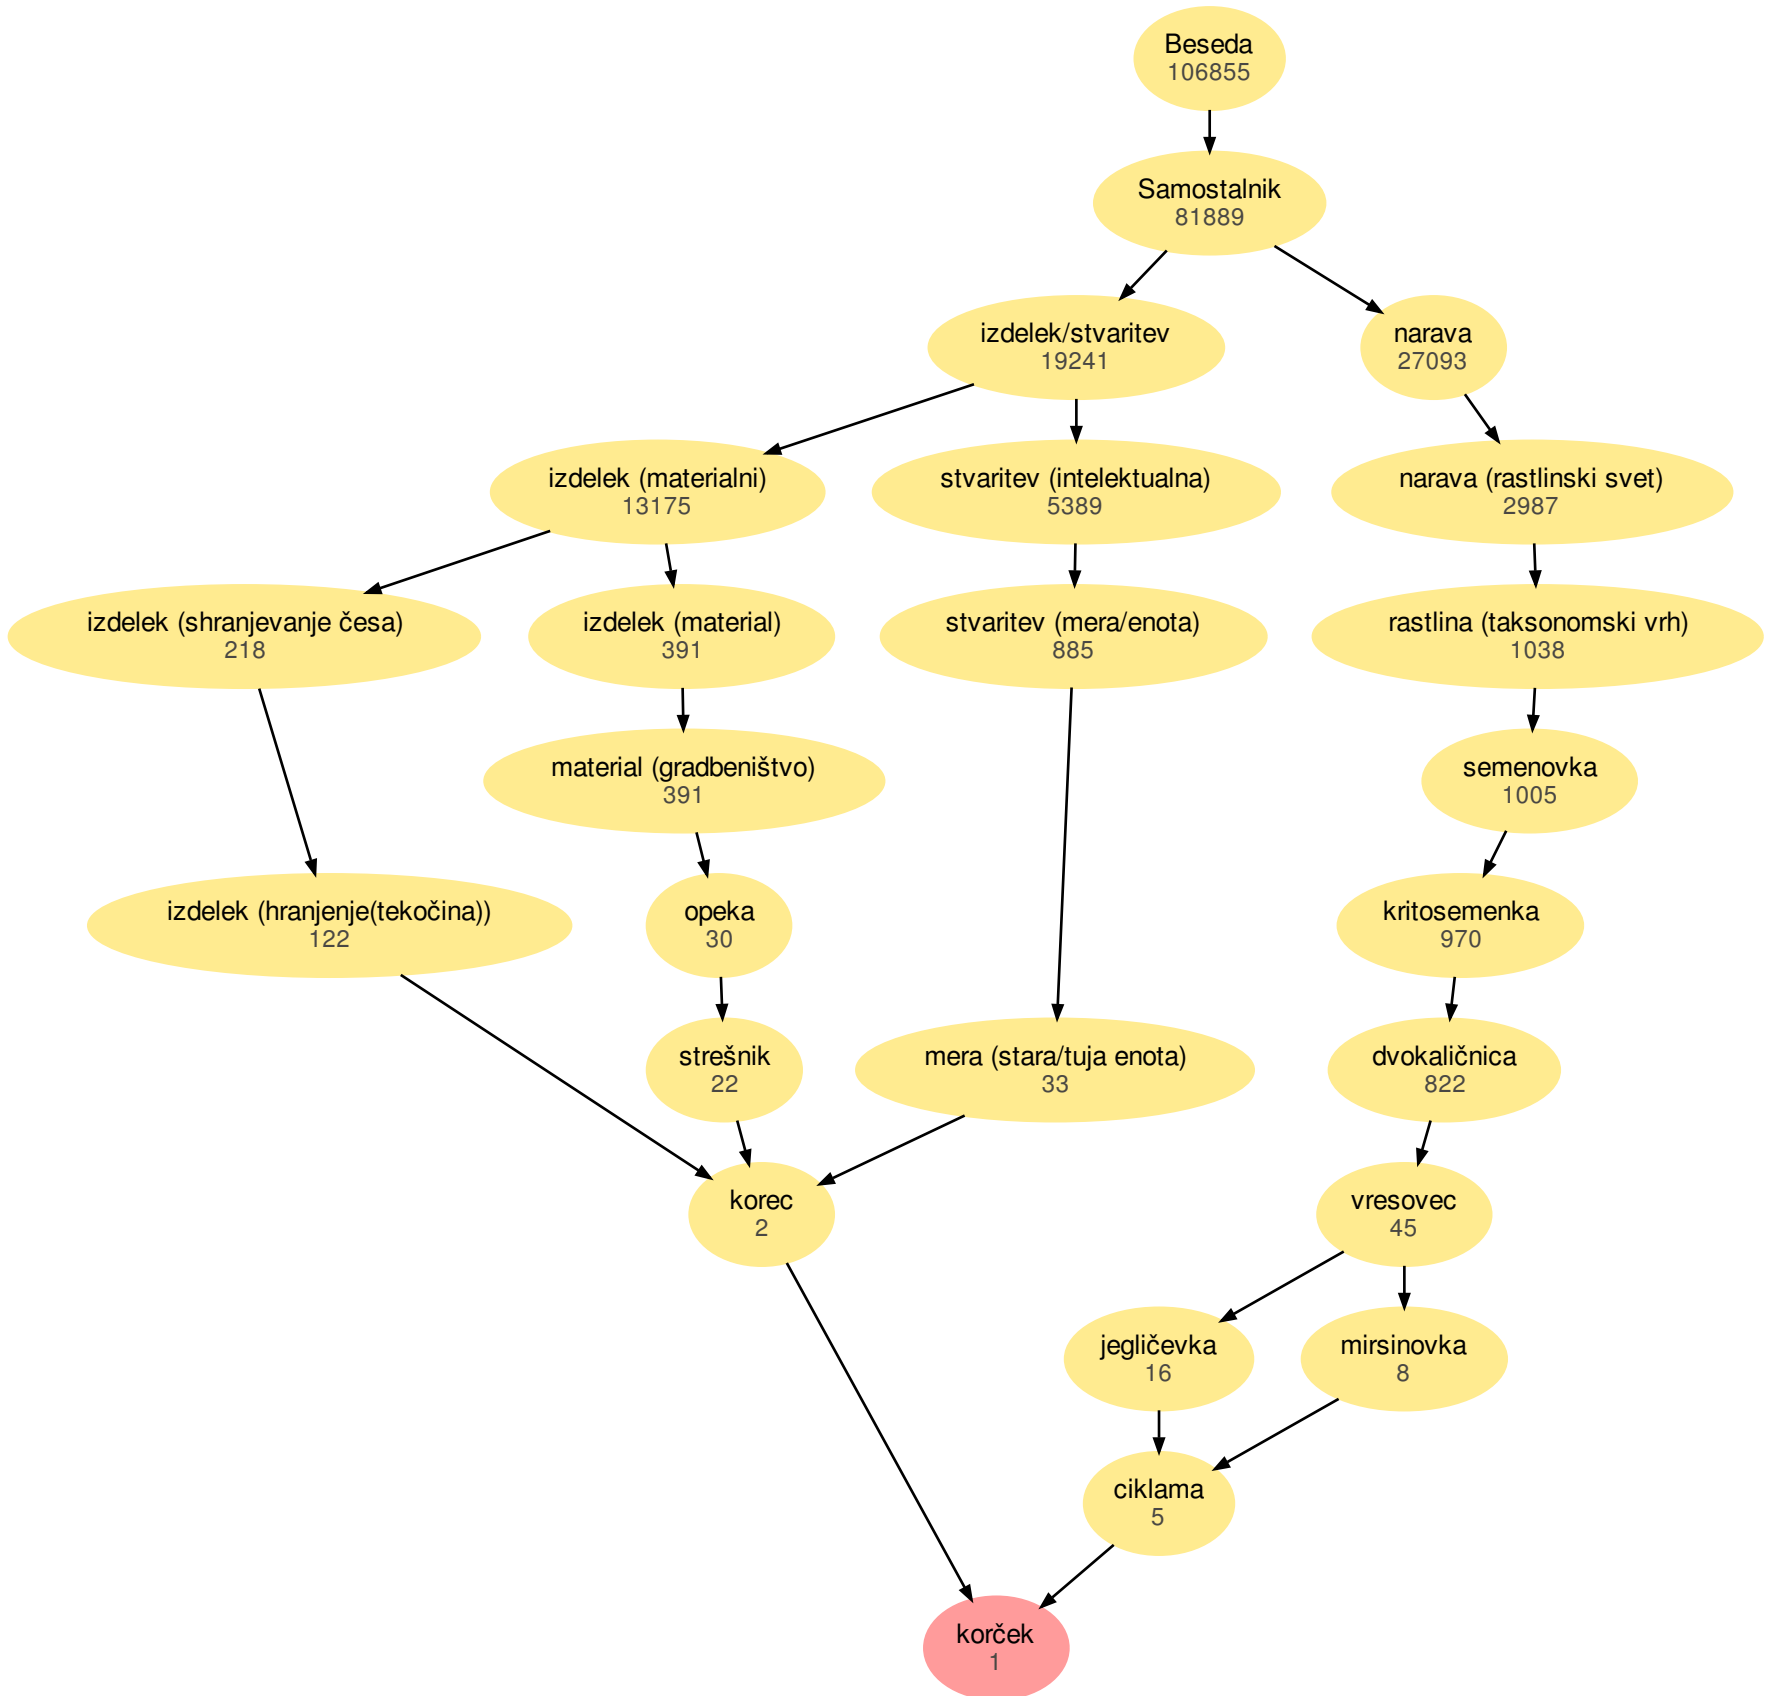 Beseda
106855
Samostalnik
81889
izdelek/stvaritev
19241
narava
27093
izdelek (materialni)
13175
stvaritev (intelektualna)
5389
narava (rastlinski svet)
2987
izdelek (shranjevanje česa)
218
izdelek (material)
391
stvaritev (mera/enota)
885
rastlina (taksonomski vrh)
1038
material (gradbeništvo)
391
semenovka
1005
izdelek (hranjenje(tekočina))
122
opeka
30
kritosemenka
970
strešnik
22
mera (stara/tuja enota)
33
dvokaličnica
822
korec
2
vresovec
45
jegličevka
16
mirsinovka
8
ciklama
5
korček
1